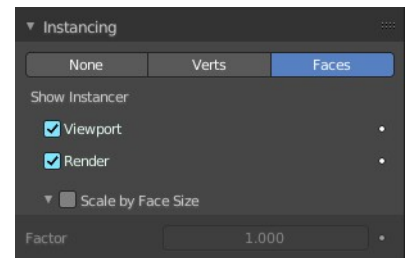 Instancing
None Verts Faces
Show Instancer
Viewport
Render
Scale by Face Size
Factor 1.000